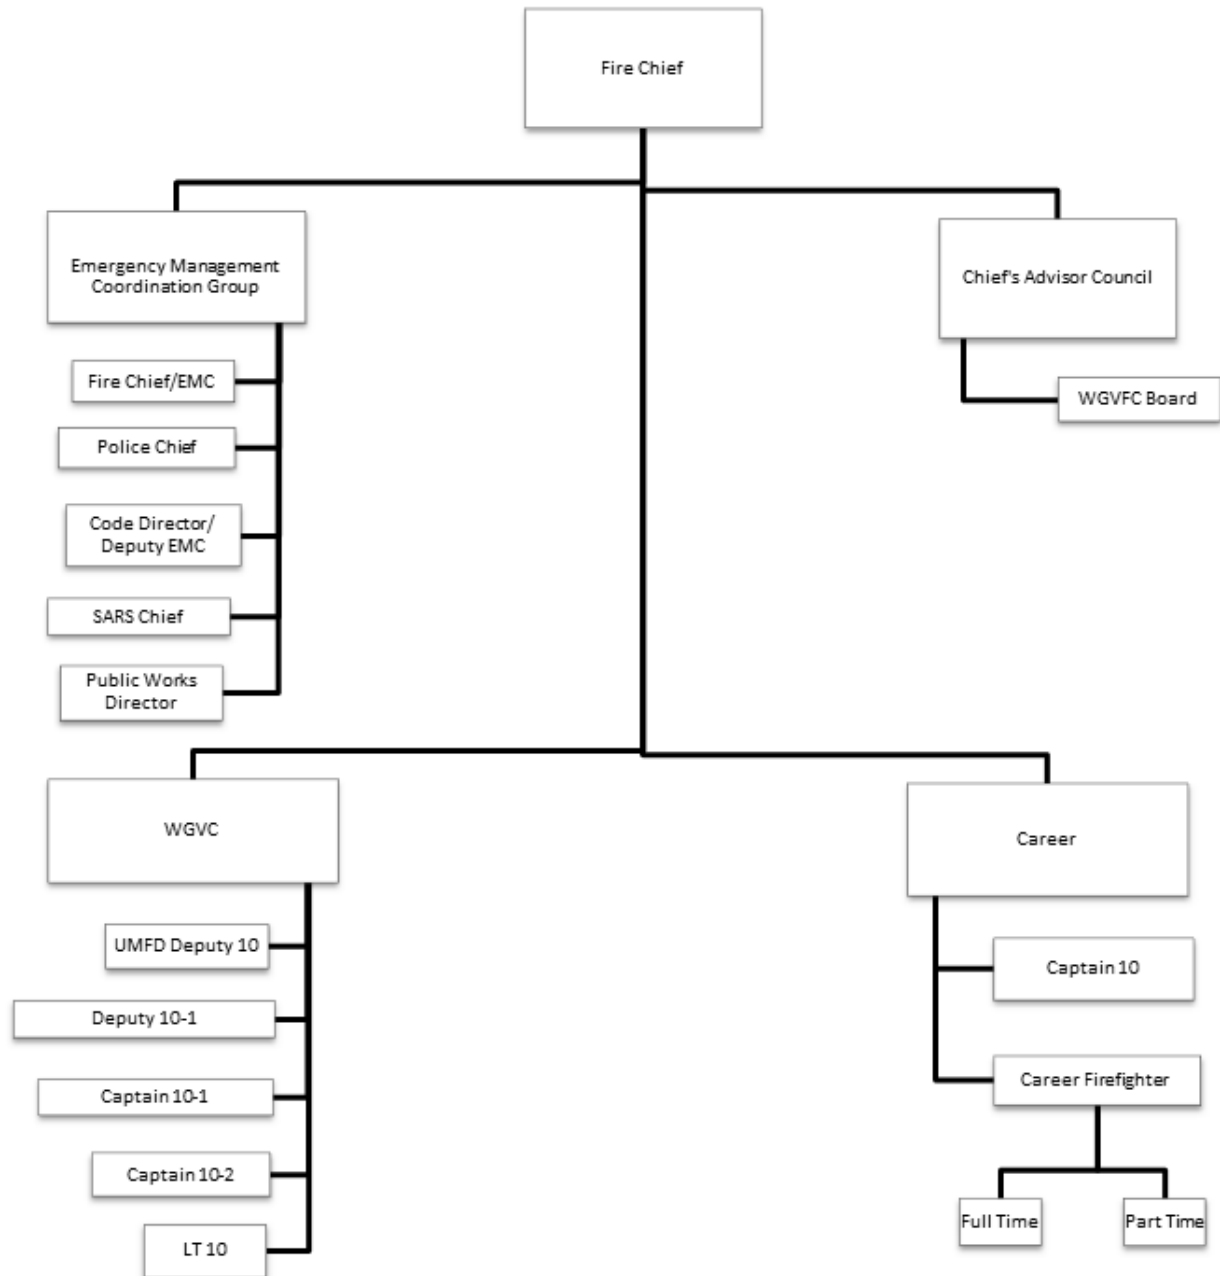 Fire Chief
Emergency Management
Coordination Group
Chief's Advisor Council
Fire Chief/EMC
WGVFC Board
Police Chief
Code Director/
Deputy EMC
SARS Chief
Public Works
Director
WGVC
Career
UMFD Deputy 10
Captain 10
Deputy 10-1
Career Firefighter
Captain 10-1
Captain 10-2
Full Time
Part Time
LT 10